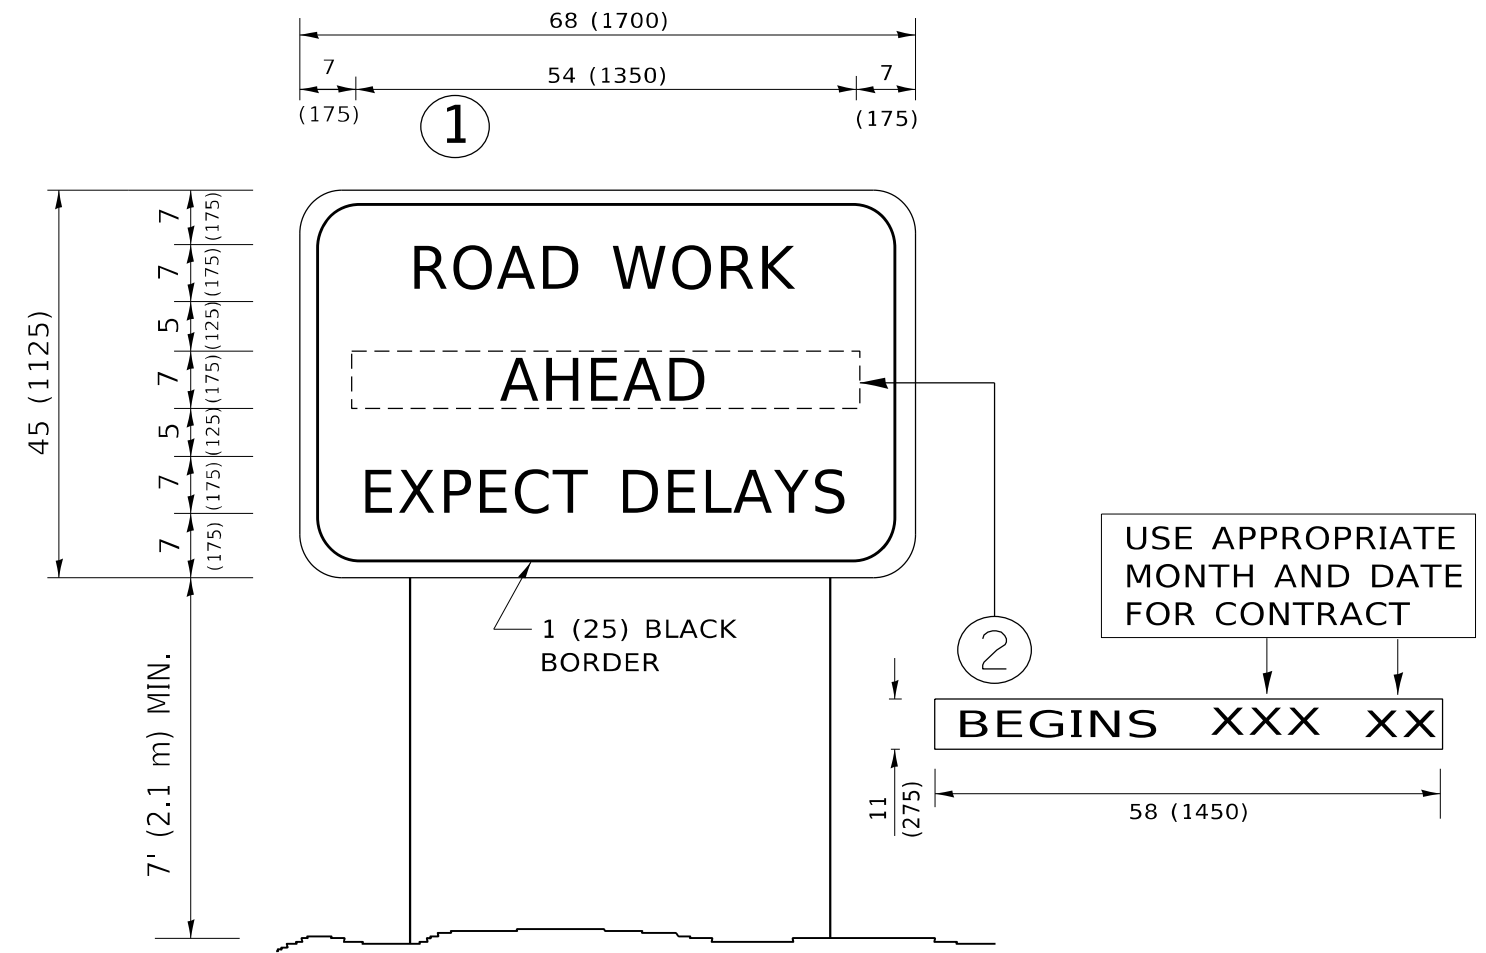 68 (1700)
7 54 (1350) 7
(175) (175)
1
7 (175)
7 (175)
5 (125)
7 (175)
5 (125)
7 (175)
7 (175)
45 (1125)
7' (2.1 m) MIN.
ROAD WORK
AHEAD
EXPECT DELAYS
1 (25) BLACK
BORDER
2
USE APPROPRIATE
MONTH AND DATE
FOR CONTRACT
BEGINS XXX XX
11
(275)
58 (1450)